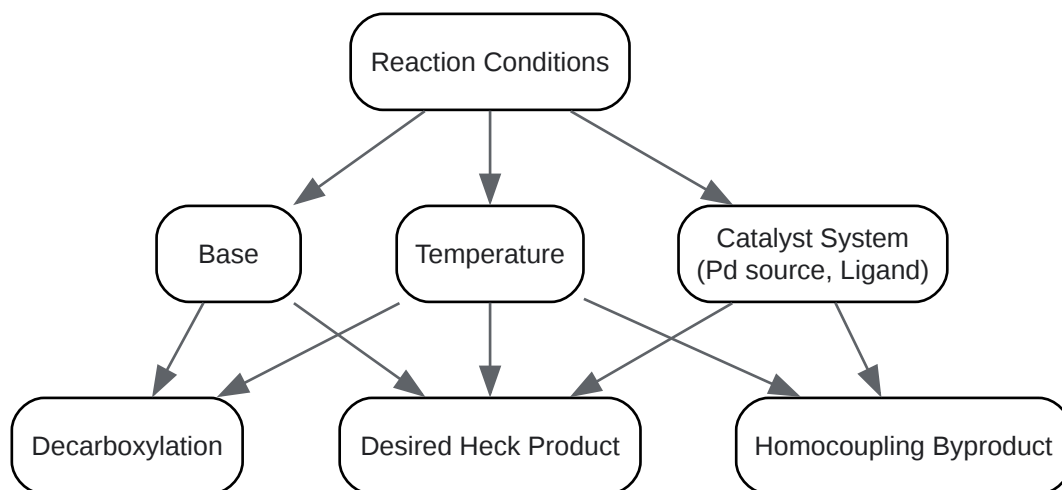 Reaction Conditions
Base
Temperature
Catalyst System
(Pd source, Ligand)
Decarboxylation
Desired Heck Product
Homocoupling Byproduct